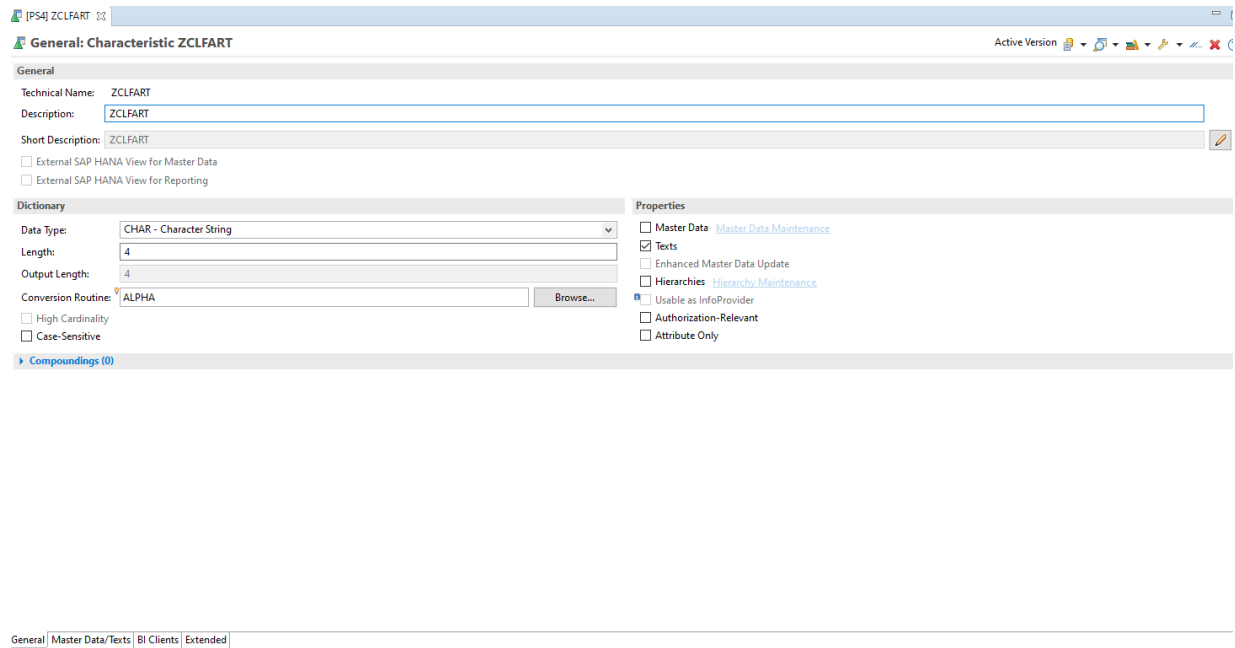 [PS4] ZCLFART
General: Characteristic ZCLFART
Active Version
General
Technical Name: ZCLFART
Description: ZCLFART
Short Description: ZCLFART
External SAP HANA View for Master Data
External SAP HANA View for Reporting
Dictionary
Data Type: CHAR - Character String
Length: 4
Output Length: 4
Conversion Routine: ALPHA Browse...
High Cardinality
Case-Sensitive
Properties
Master Data Master Data Maintenance
Texts
Enhanced Master Data Update
Hierarchies Hierarchy Maintenance
Usable as InfoProvider
Authorization-Relevant
Attribute Only
Compoundings (0)
General Master Data/Texts BI Clients Extended